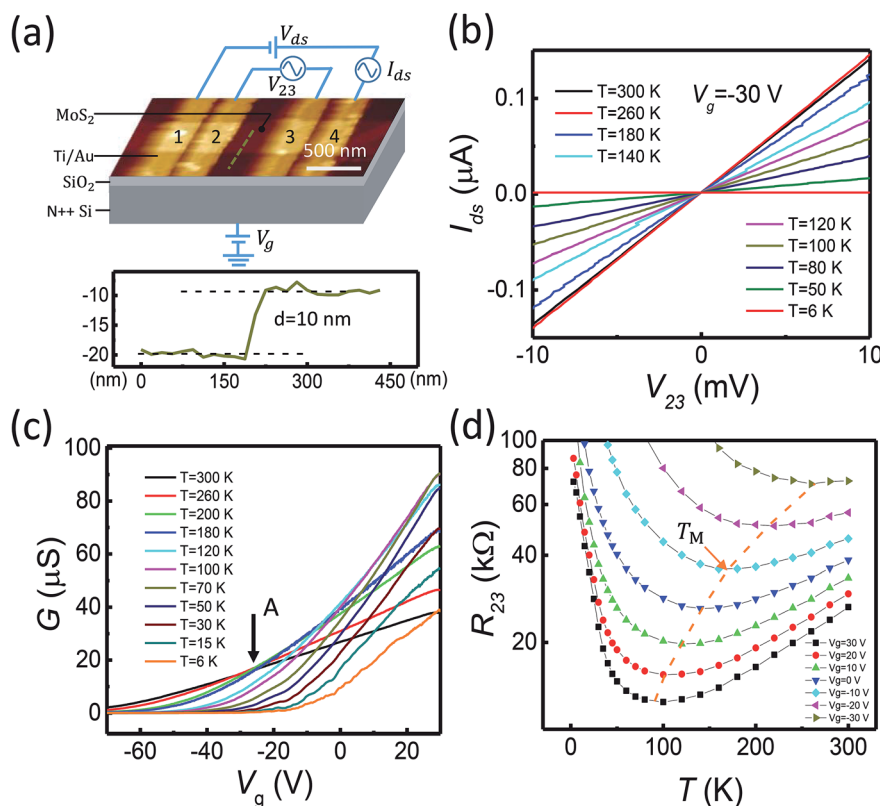 (a)
V_ds
I_ds
V_23
MoS₂
1 2 3 4
Ti/Au
500 nm
SiO₂
N++ Si
V_g
-10
-15
-20
d=10 nm
(nm) 0 150 300 450 (nm)
(b)
0.1
0.0
-0.1
I_ds (μA)
T=300 K
T=260 K
T=180 K
T=140 K
V_g=-30 V
T=120 K
T=100 K
T=80 K
T=50 K
T=6 K
-10 0 10
V_23 (mV)
(c)
100
80
60
40
20
0
G (μS)
T=300 K
T=260 K
T=200 K
T=180 K
T=120 K
T=100 K
T=70 K
T=50 K
T=30 K
T=15 K
T=6 K
A
-60 -40 -20 0 20
V_g (V)
(d)
100
80
60
40
20
R_23 (kΩ)
T_M
Vg=30 V
Vg=20 V
Vg=10 V
Vg=0 V
Vg=-10 V
Vg=-20 V
Vg=-30 V
0 100 200 300
T (K)